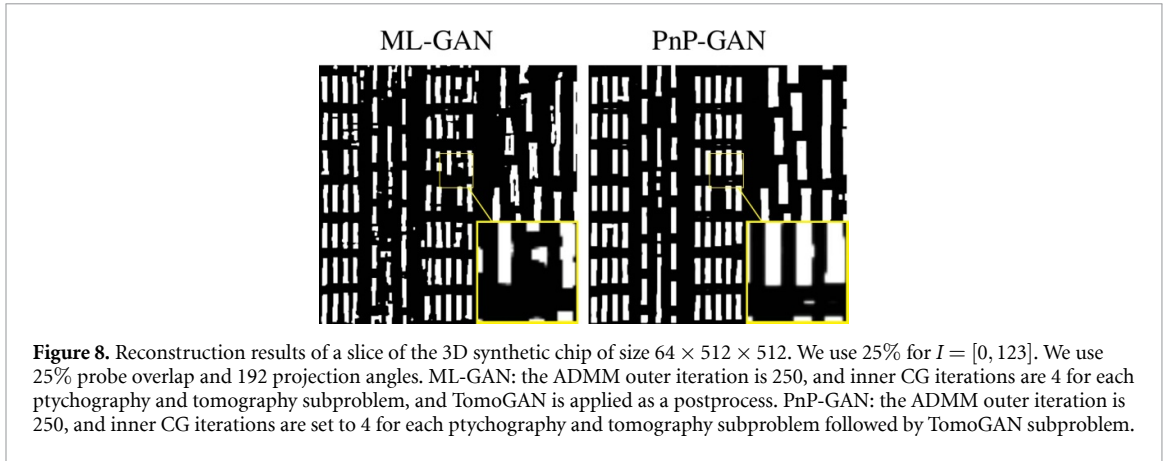 ML-GAN PnP-GAN
Figure 8. Reconstruction results of a slice of the 3D synthetic chip of size 64 × 512 × 512. We use 25% for I = [0, 123]. We use
25% probe overlap and 192 projection angles. ML-GAN: the ADMM outer iteration is 250, and inner CG iterations are 4 for each
ptychography and tomography subproblem, and TomoGAN is applied as a postprocess. PnP-GAN: the ADMM outer iteration is
250, and inner CG iterations are set to 4 for each ptychography and tomography subproblem followed by TomoGAN subproblem.